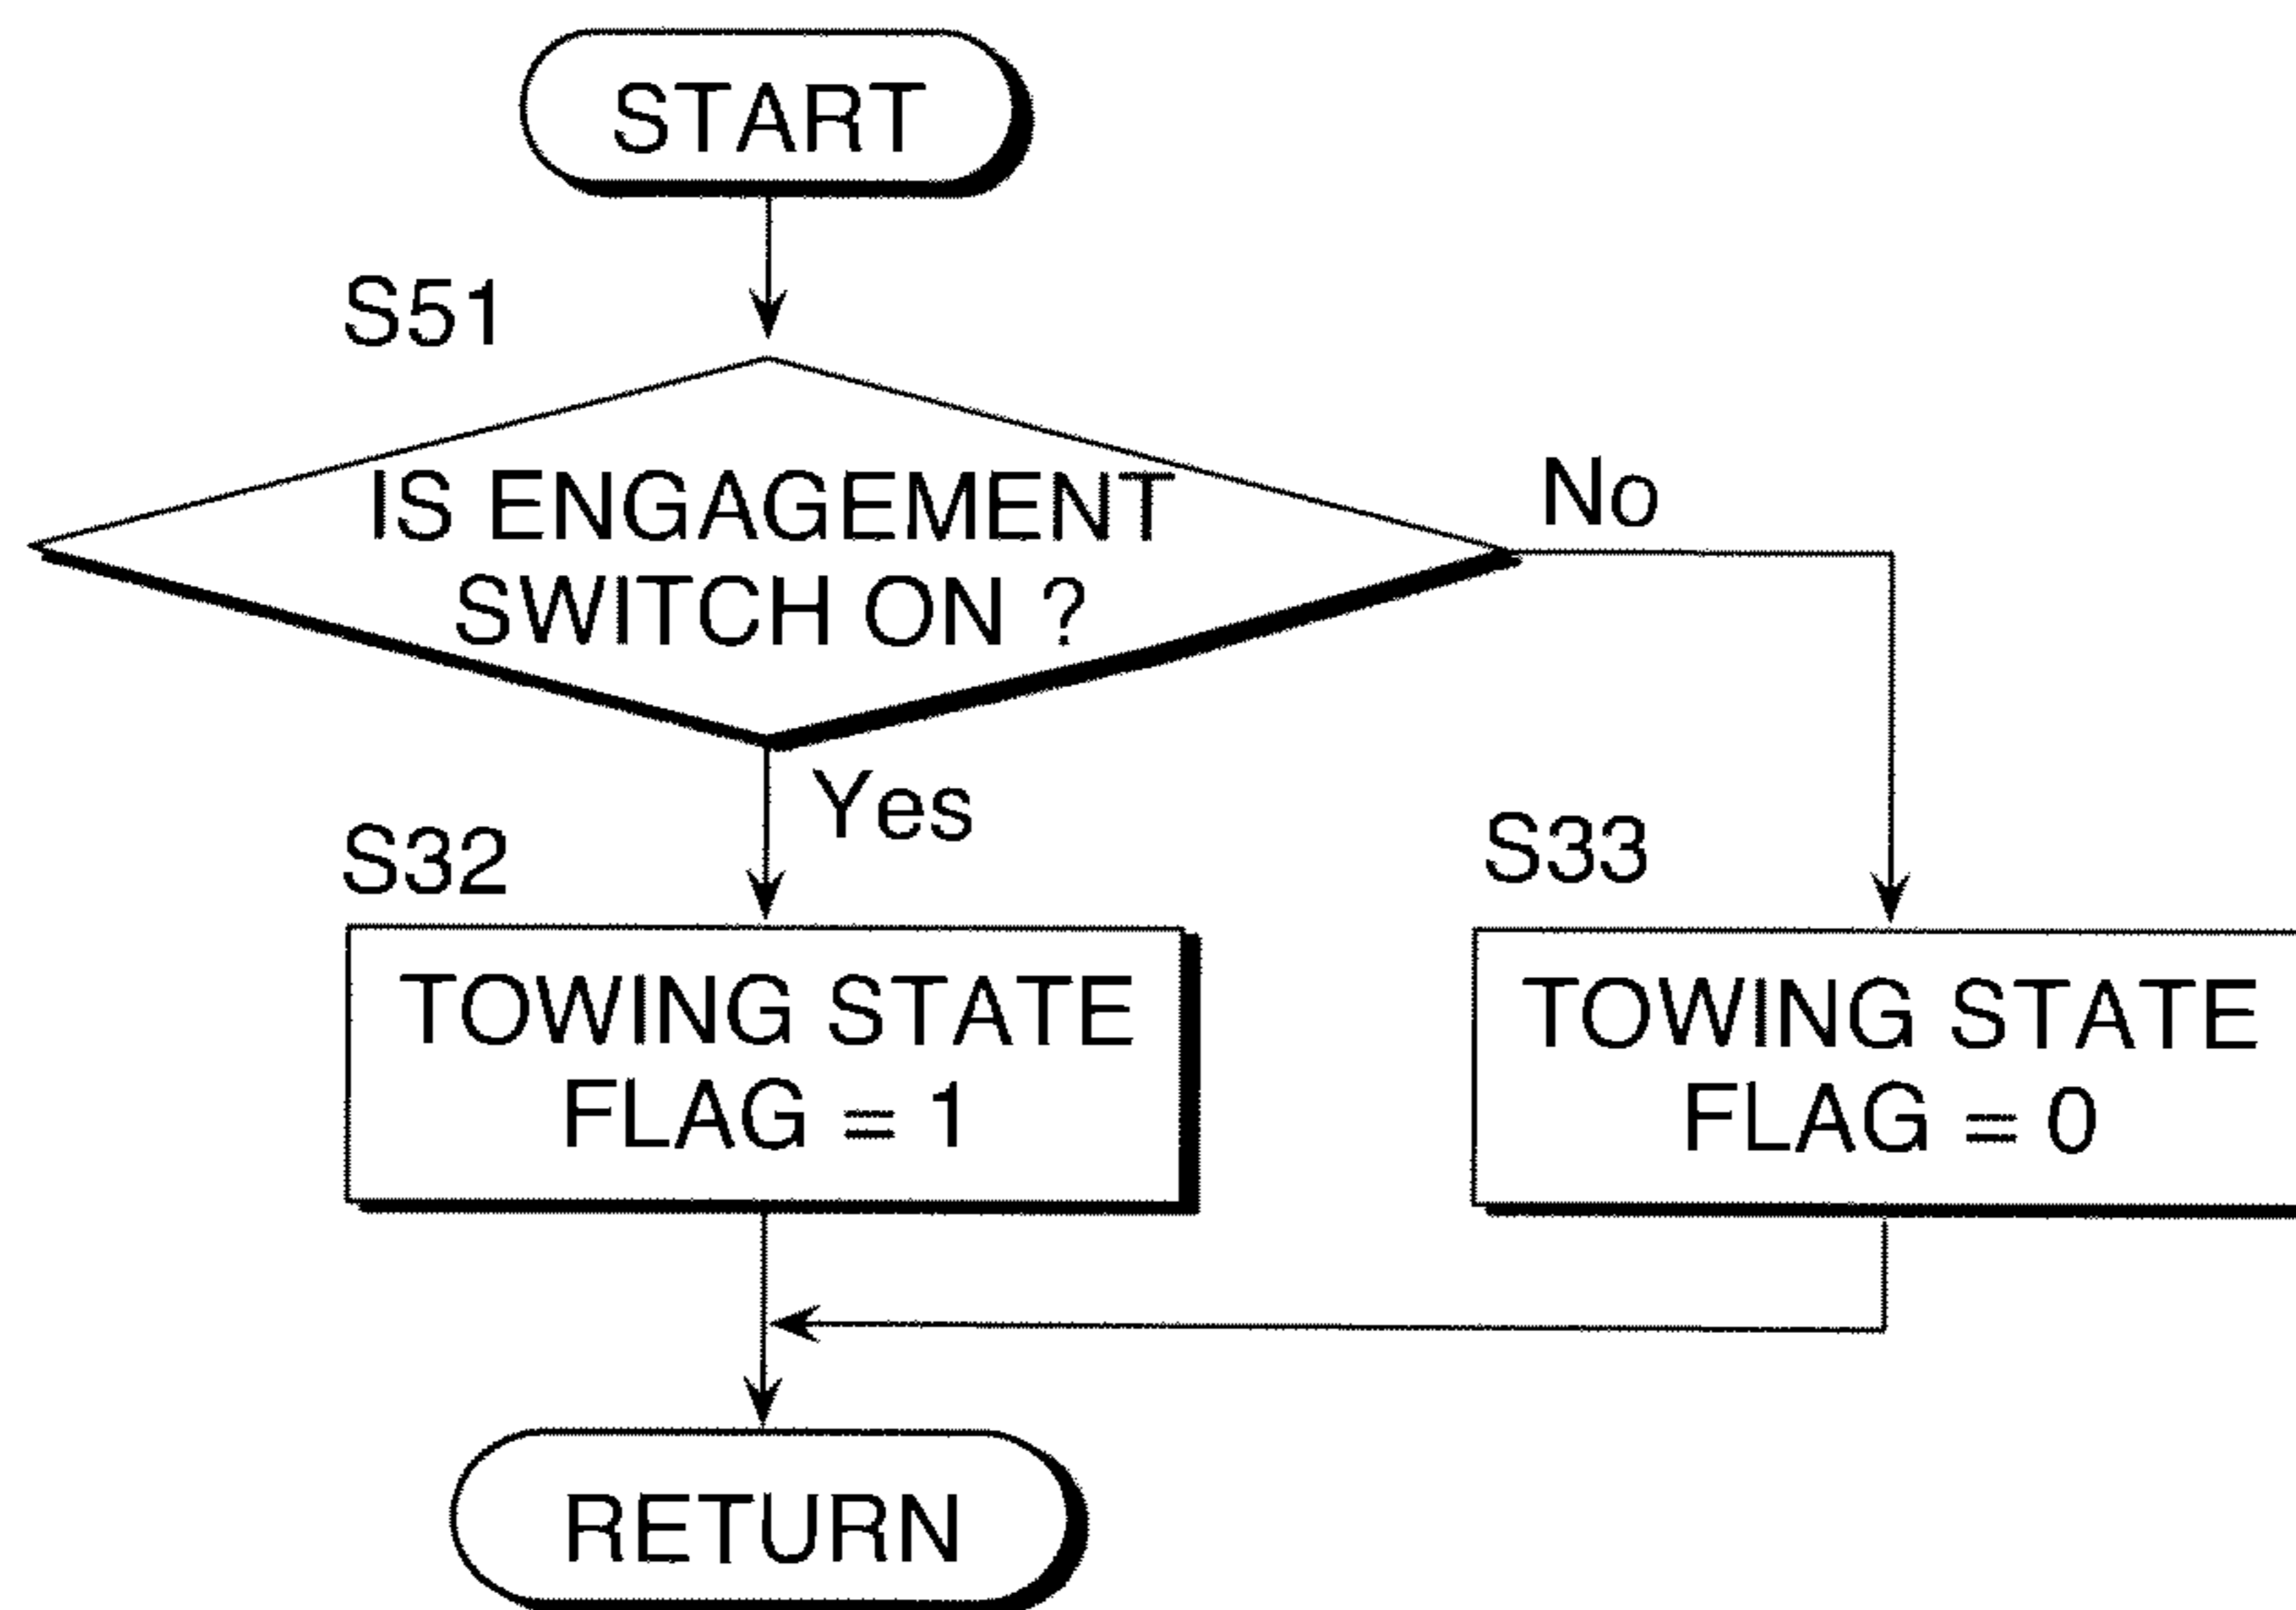 START
S51
IS ENGAGEMENT
SWITCH ON ?
No
Yes
S32
TOWING STATE
FLAG = 1
S33
TOWING STATE
FLAG = 0
RETURN